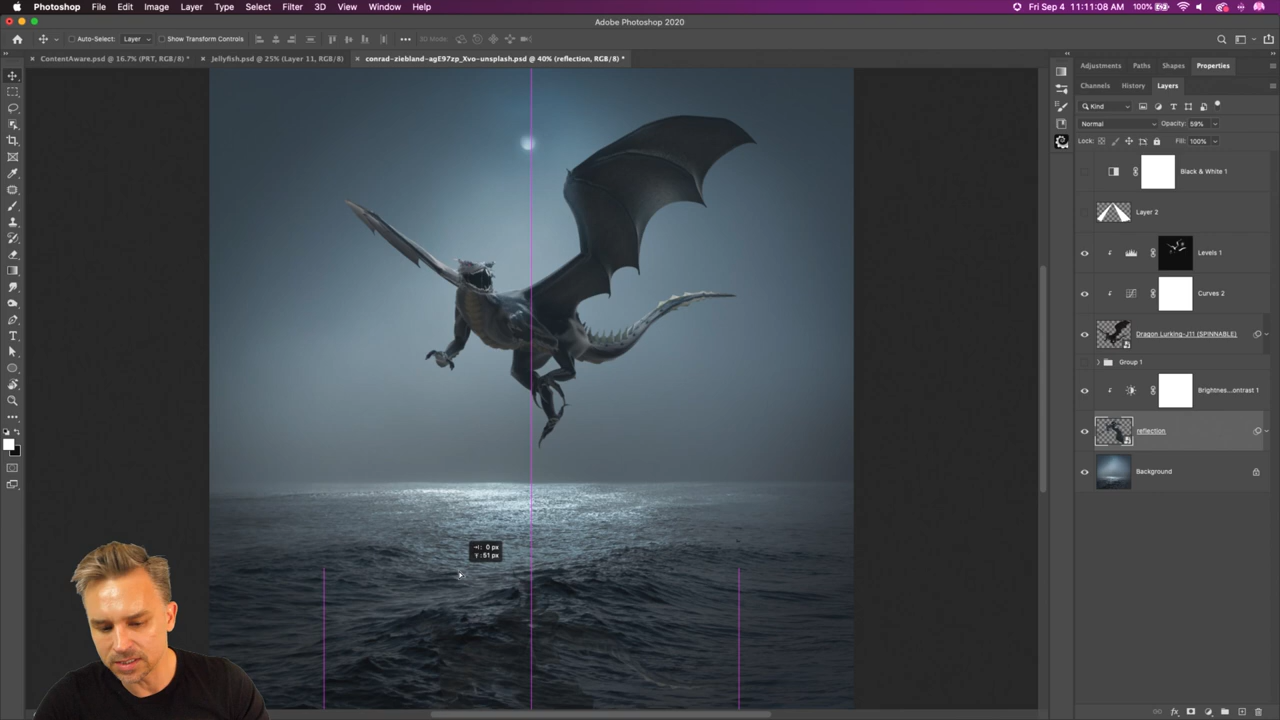 Photoshop File Edit Image Layer Type Select Filter 3D View Window Help 100% Fri Sep 4 11:11:08 AM
Adobe Photoshop 2020
Auto-Select: Layer Show Transform Controls 3D Mode:
ContentAware.psd @ 16.7% (PRT, RGB/8) * Jellyfish.psd @ 25% (Layer 11, RGB/8) conrad-ziebland-agE97zp_Xvo-unsplash.psd @ 40% (reflection, RGB/8) *
Adjustments Paths Shapes Properties
Channels History Layers
Kind
Normal Opacity: 59%
Lock: Fill: 100%
Black & White 1
Layer 2
Levels 1
Curves 2
Dragon Lurking-J11 (SPINNABLE)
Group 1
Brightnes...ontrast 1
reflection
Background
0 px
Y: 51 px
fx